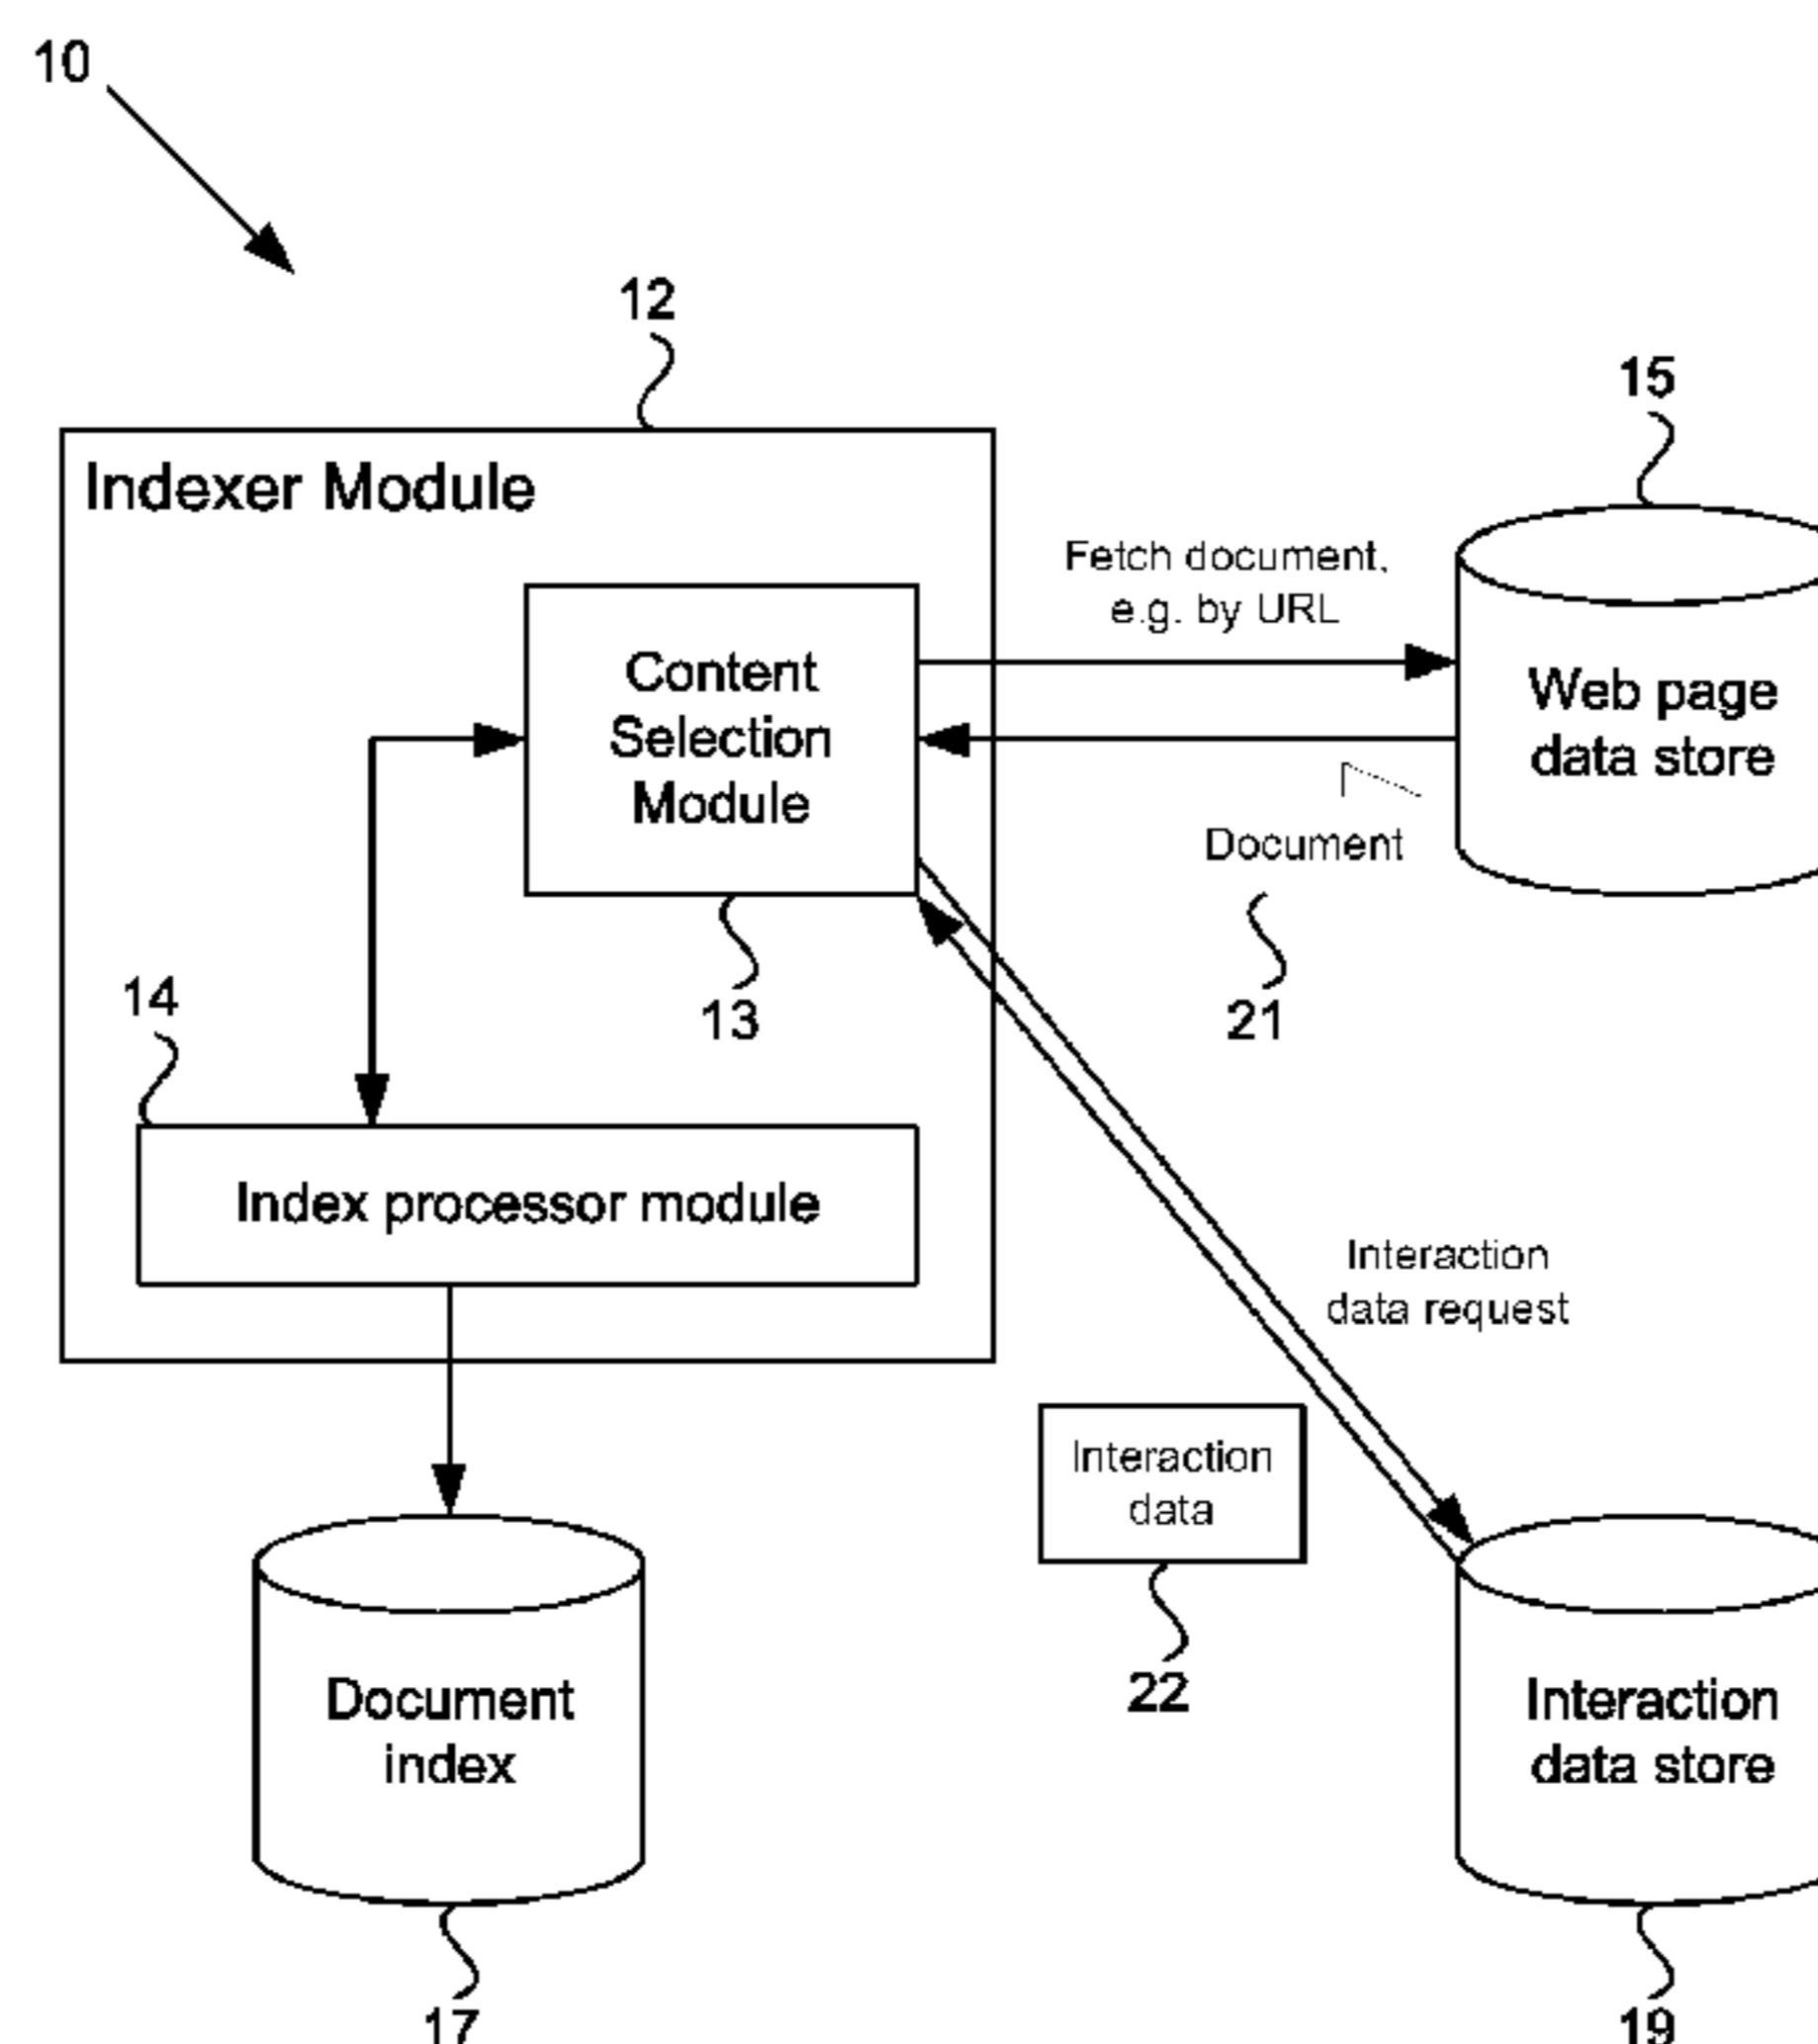 10
12
15
Indexer Module
Fetch document,
e.g. by URL
Content
Selection
Module
Web page
data store
Document
14
13
21
Index processor module
Interaction
data request
Interaction
data
22
Document
index
Interaction
data store
17
19